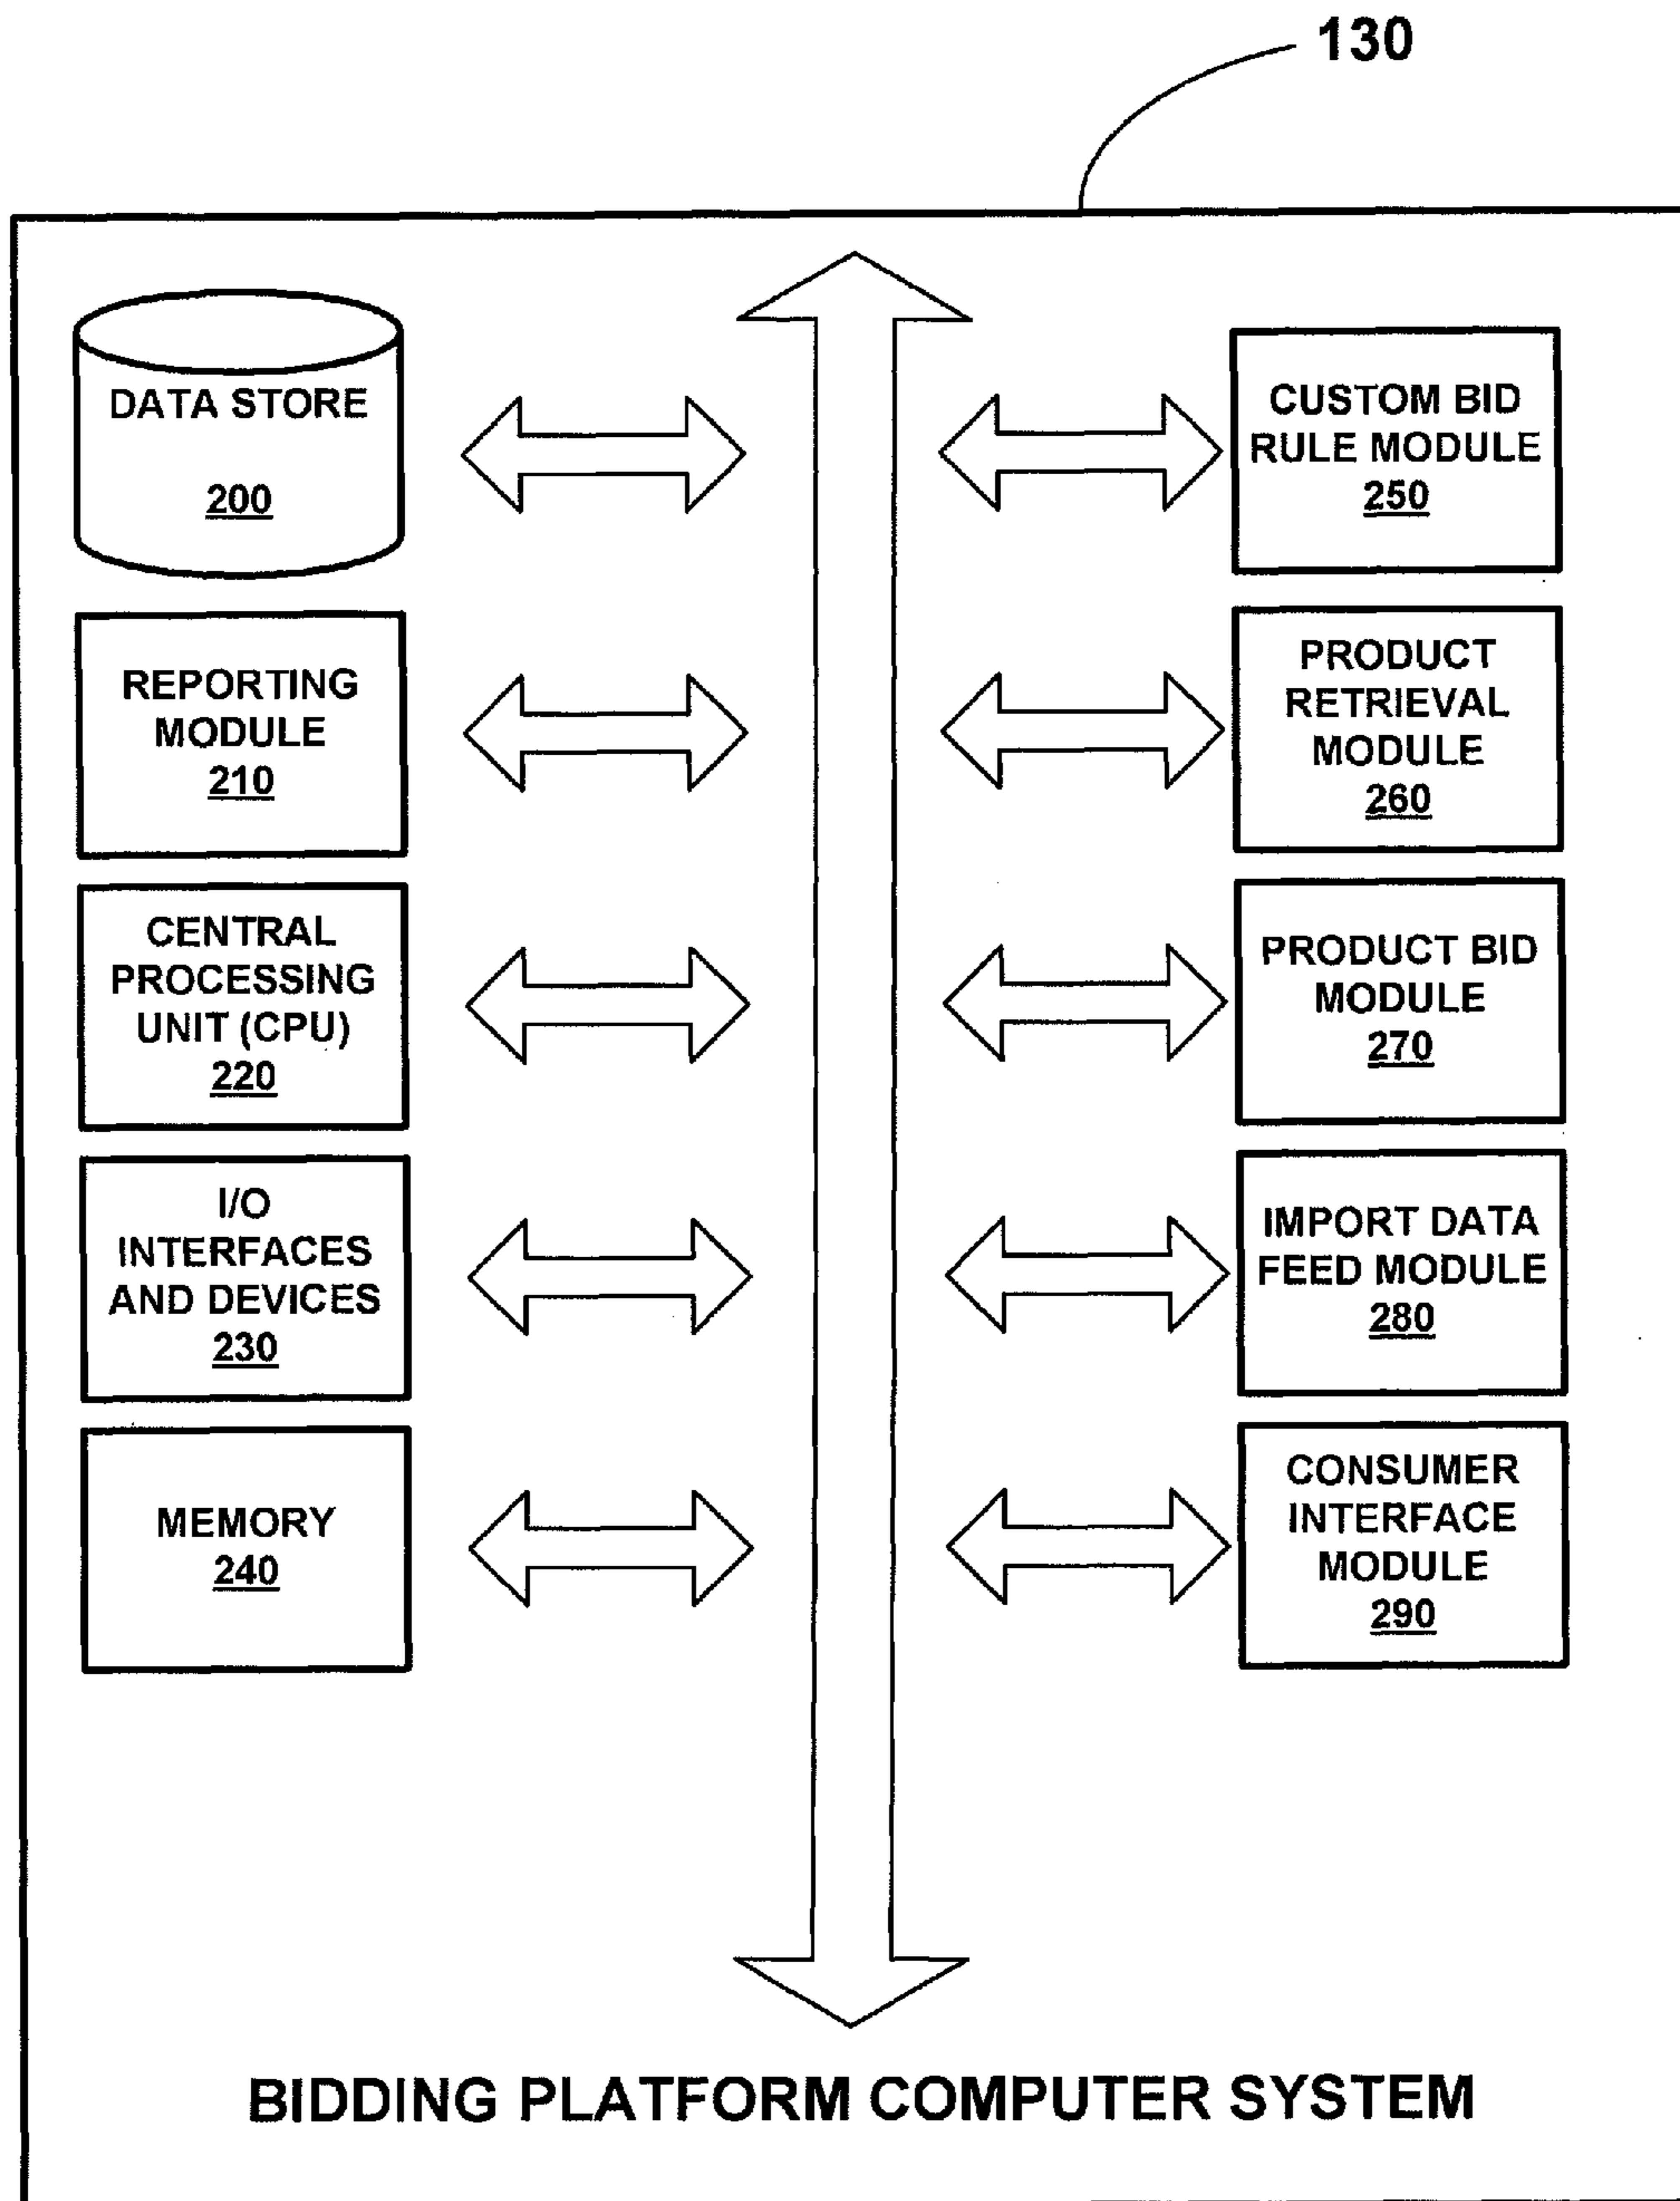 130
DATA STORE
200
REPORTING
MODULE
210
CENTRAL
PROCESSING
UNIT (CPU)
220
I/O
INTERFACES
AND DEVICES
230
MEMORY
240
CUSTOM BID
RULE MODULE
250
PRODUCT
RETRIEVAL
MODULE
260
PRODUCT BID
MODULE
270
IMPORT DATA
FEED MODULE
280
CONSUMER
INTERFACE
MODULE
290
BIDDING PLATFORM COMPUTER SYSTEM